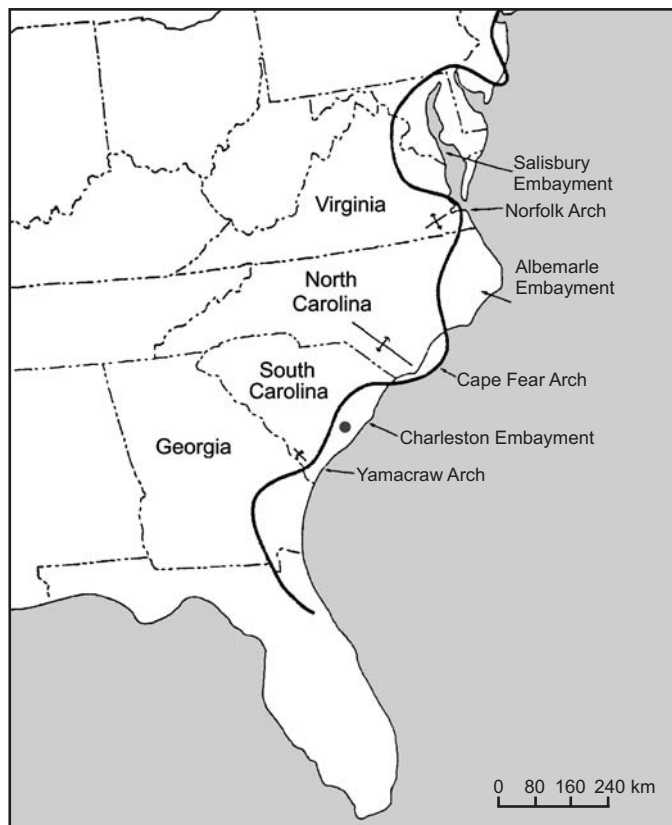 Salisbury
Embayment
Virginia
Norfolk Arch
North
Carolina
Albemarle
Embayment
South
Carolina
Cape Fear Arch
Georgia
Charleston Embayment
Yamacraw Arch
0 80 160 240 km